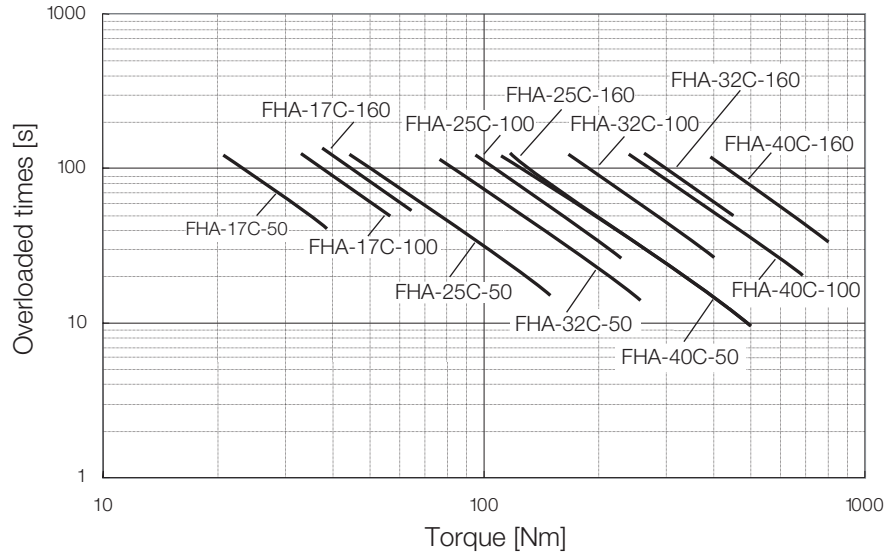 1000
FHA-32C-160
FHA-25C-160
FHA-17C-160
FHA-25C-100
FHA-32C-100
FHA-40C-160
100
FHA-17C-50
FHA-17C-100
FHA-25C-50
FHA-40C-100
FHA-32C-50
10
FHA-40C-50
1
10
100
1000
Overloaded times [s]
Torque [Nm]